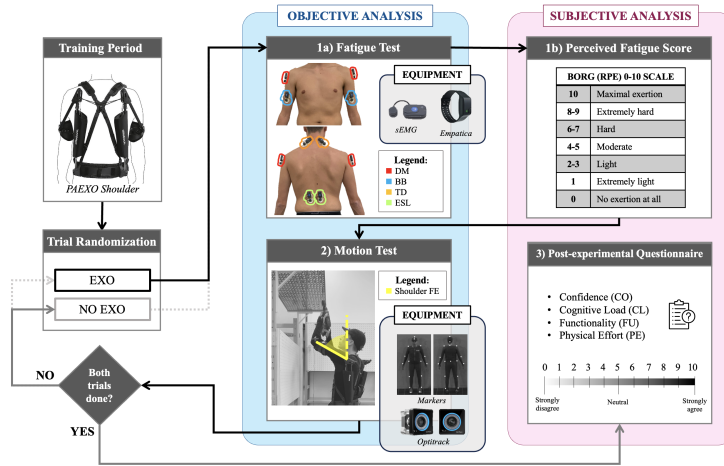 OBJECTIVE ANALYSIS
SUBJECTIVE ANALYSIS
Training Period
PAEXO Shoulder
Trial Randomization
EXO
NO EXO
Both
trials
done?
NO
YES
1a) Fatigue Test
EQUIPMENT
sEMG
Empatica
Legend:
DM
BB
TD
ESL
1b) Perceived Fatigue Score
BORG (RPE) 0-10 SCALE
10 Maximal exertion
8-9 Extremely hard
6-7 Hard
4-5 Moderate
2-3 Light
1 Extremely light
0 No exertion at all
2) Motion Test
Legend:
Shoulder FE
EQUIPMENT
Markers
Optitrack
3) Post-experimental Questionnaire
• Confidence (CO)
• Cognitive Load (CL)
• Functionality (FU)
• Physical Effort (PE)
0 1 2 3 4 5 6 7 8 9 10
Strongly
disagree
Neutral
Strongly
agree